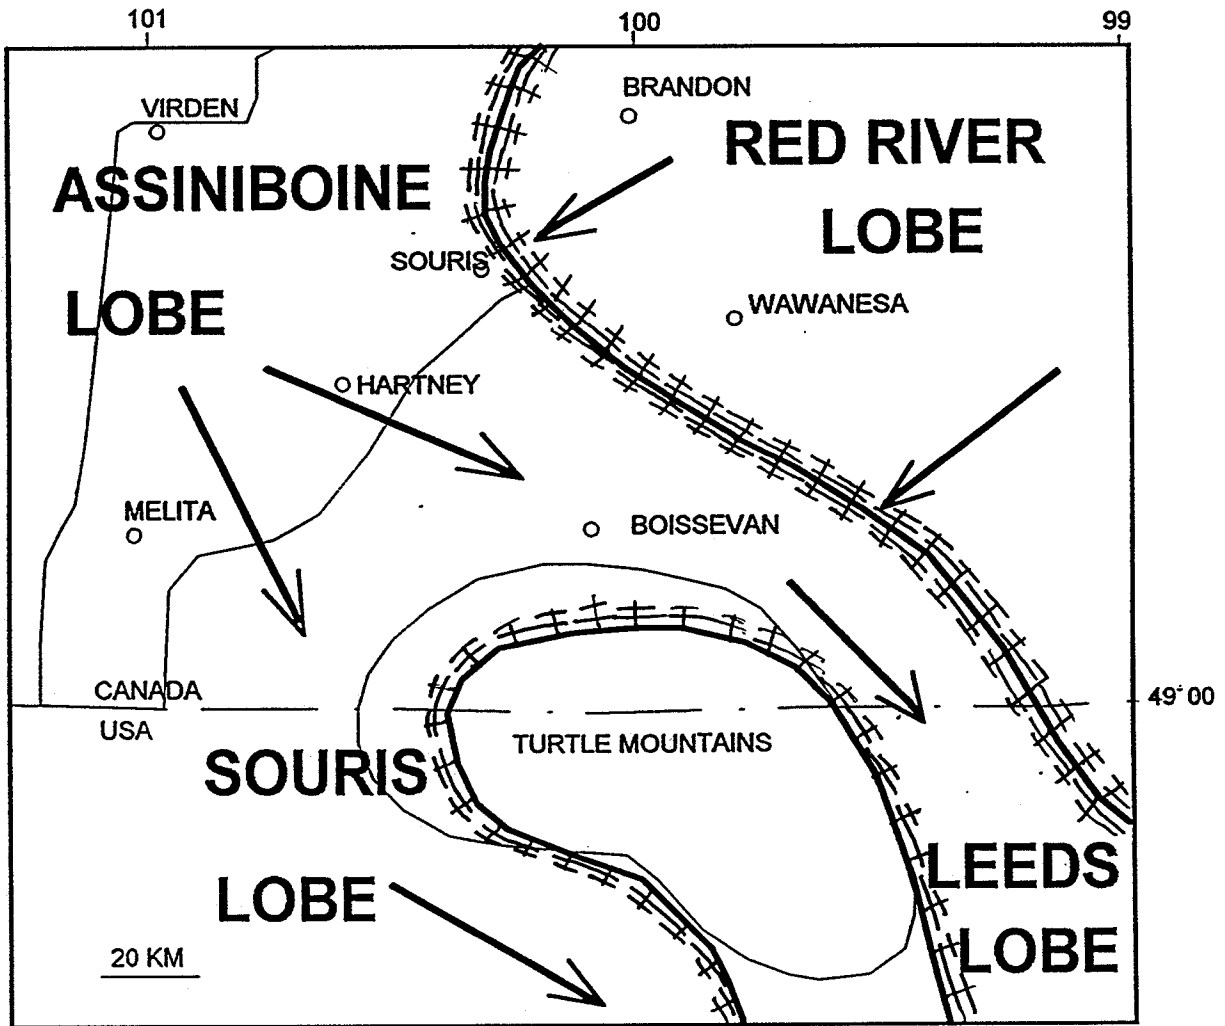 101
100
99
VIRDEN
BRANDON
ASSINIBOINE
LOBE
RED RIVER
LOBE
SOURIS
WAWANESA
HARTNEY
MELITA
BOISSEVAN
CANADA
USA
49°00
TURTLE MOUNTAINS
SOURIS
LOBE
LEEDS
LOBE
20 KM